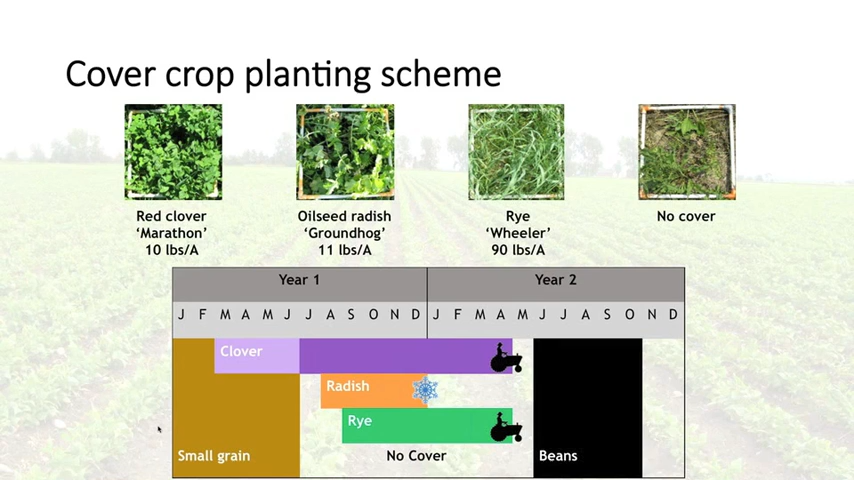 Cover crop planting scheme
Red clover
‘Marathon’
10 lbs/A
Oilseed radish
‘Groundhog’
11 lbs/A
Rye
‘Wheeler’
90 lbs/A
No cover
Year 1
Year 2
J F M A M J J A S O N D J F M A M J J A S O N D
Clover
Radish
Rye
Small grain
No Cover
Beans